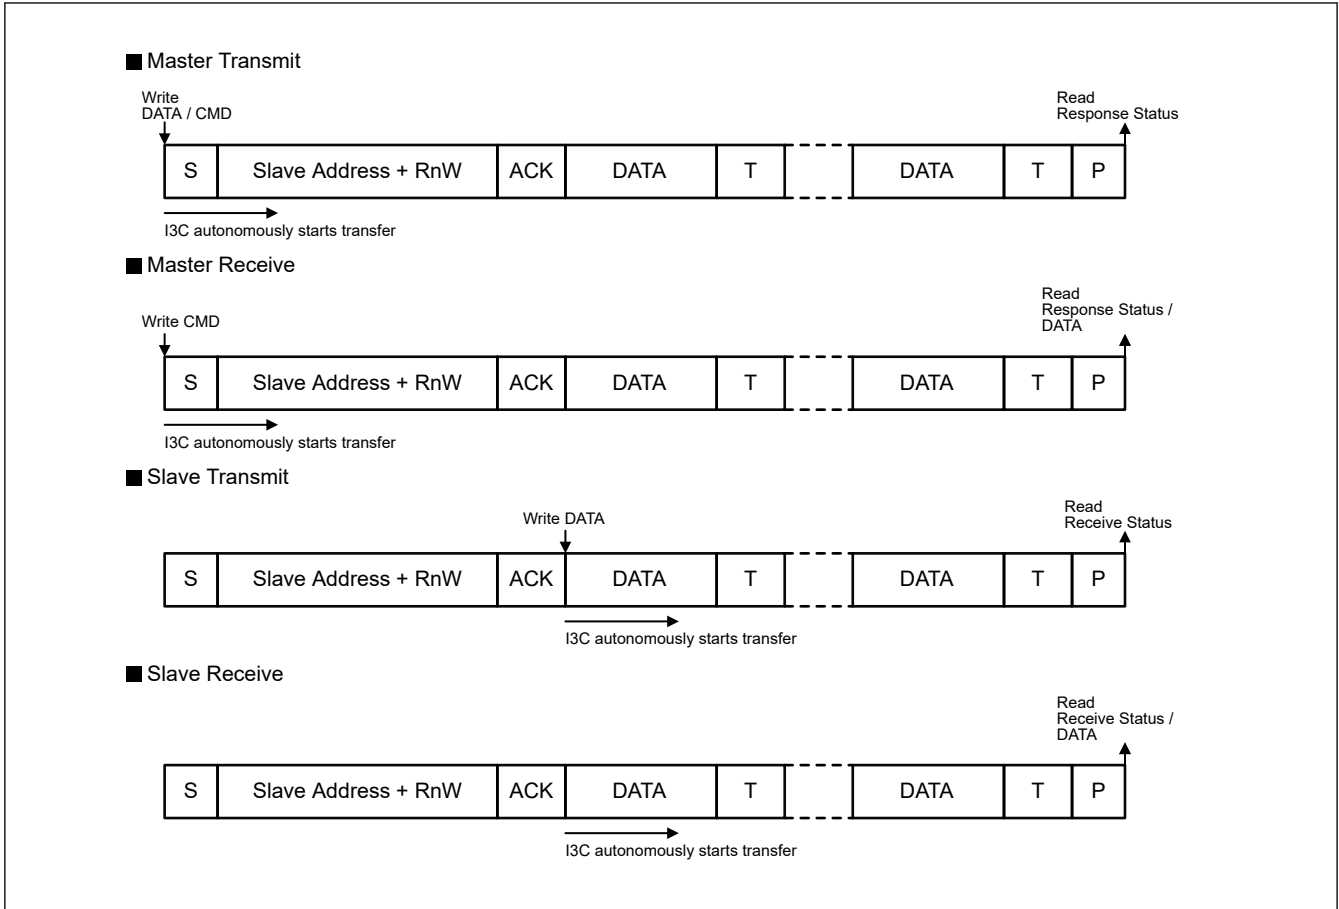 ■ Master Transmit
Write
DATA / CMD
Read
Response Status
S Slave Address + RnW ACK DATA T DATA T P
I3C autonomously starts transfer
■ Master Receive
Write CMD
Read
Response Status /
DATA
S Slave Address + RnW ACK DATA T DATA T P
I3C autonomously starts transfer
■ Slave Transmit
Write DATA
Read
Receive Status
S Slave Address + RnW ACK DATA T DATA T P
I3C autonomously starts transfer
■ Slave Receive
Read
Receive Status /
DATA
S Slave Address + RnW ACK DATA T DATA T P
I3C autonomously starts transfer